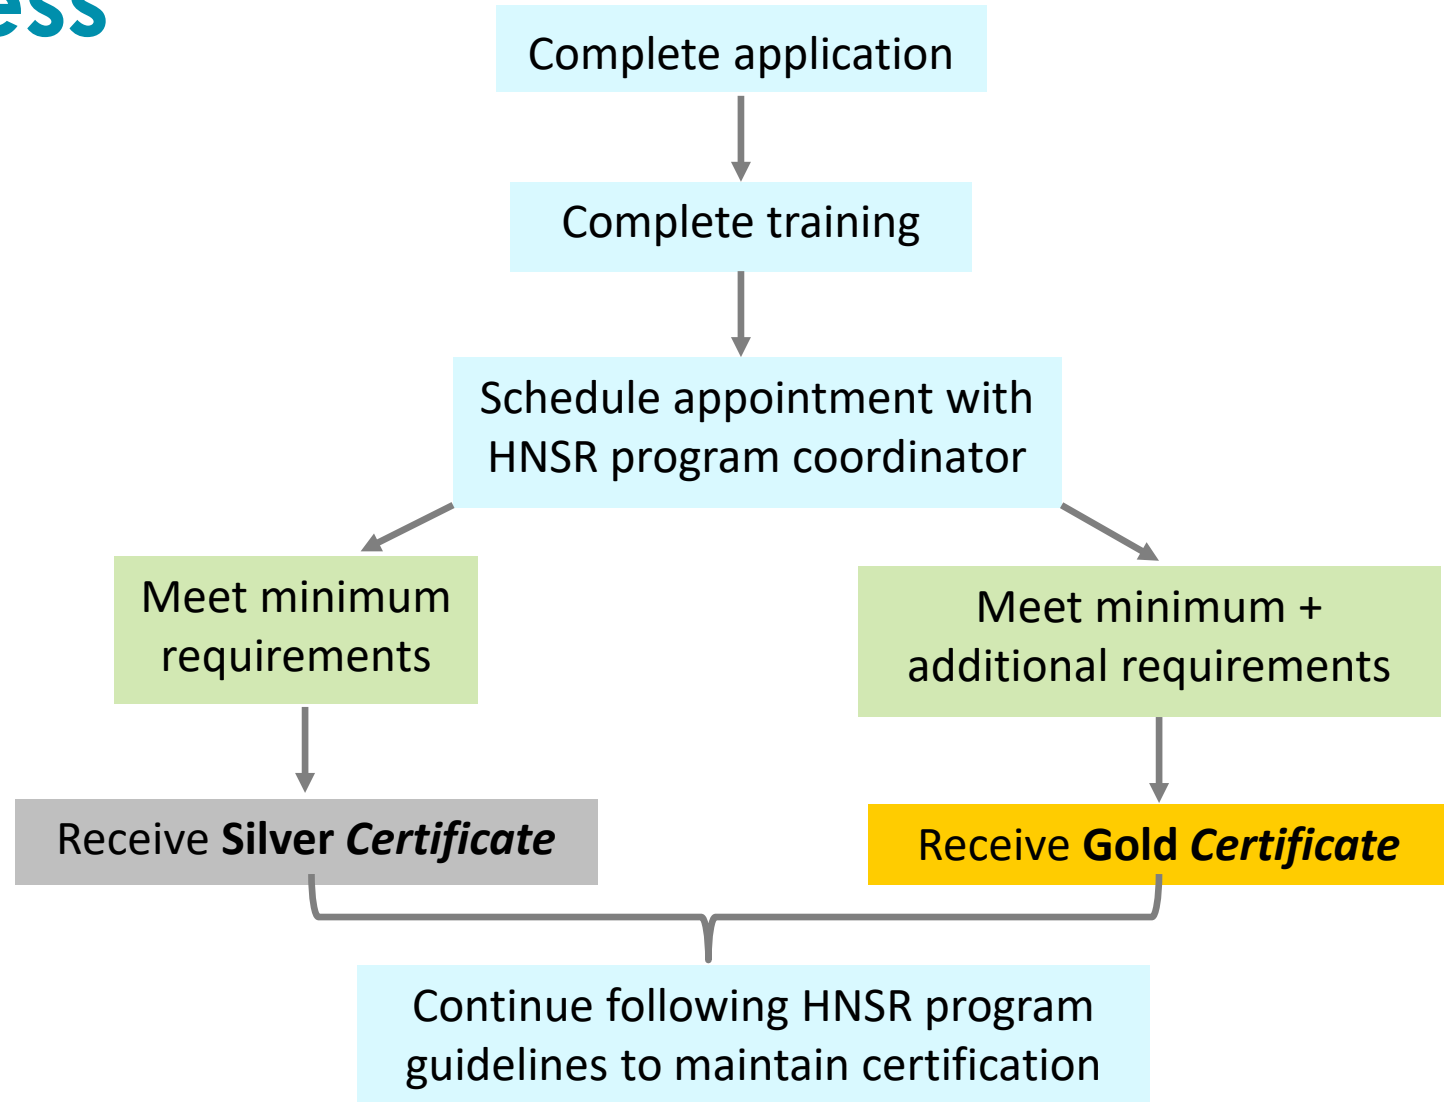 ess
Complete application
Complete training
Schedule appointment with
HNSR program coordinator
Meet minimum
requirements
Meet minimum +
additional requirements
Receive Silver Certificate
Receive Gold Certificate
Continue following HNSR program
guidelines to maintain certification